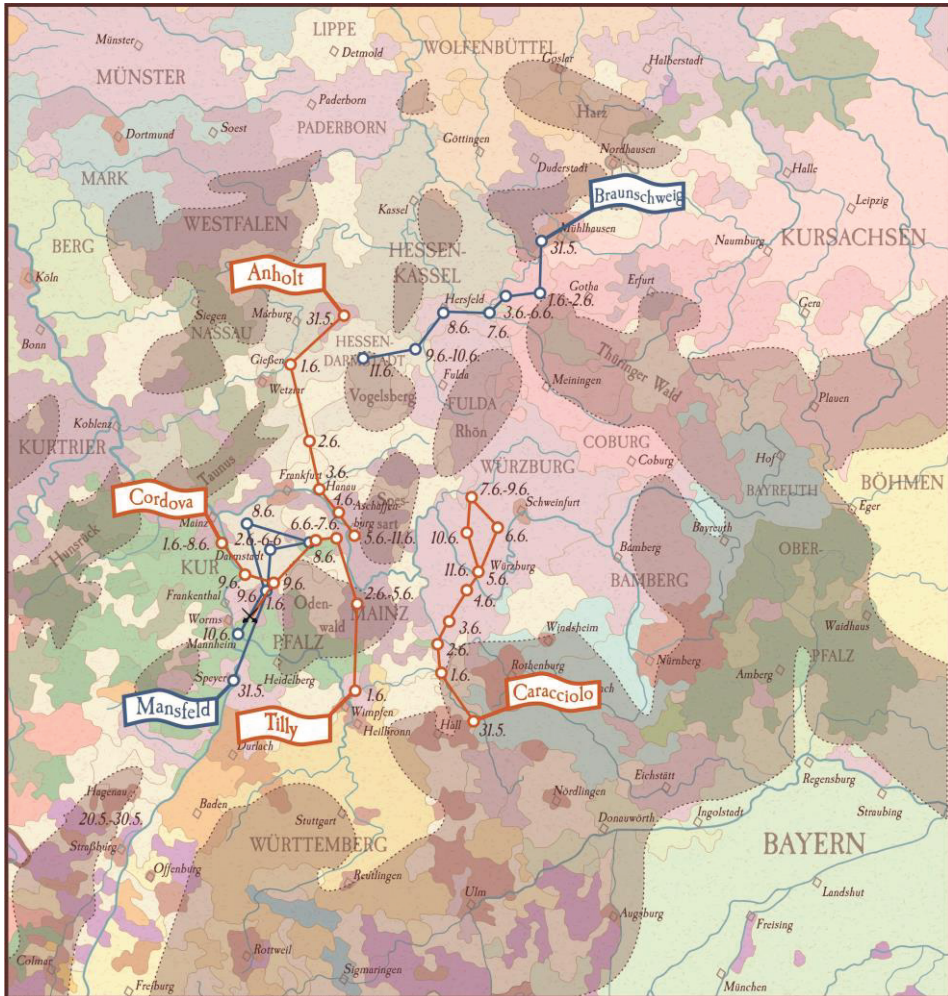 LIPPE
Münster
Detmold
WOLFENBÜTTEL
Goslar
Halberstadt
MÜNSTER
Paderborn
Harz
Dortmund
Soest
PADERBORN
Göttingen
Nordhausen
MARK
Duderstadt
Halle
Braunschweig
Leipzig
WESTFALEN
Kassel
Mühlhausen
KURSACHSEN
BERG
HESSEN-
KASSEL
31.5.
Naumburg
Köln
Anholt
Gotha
Erfurt
Hersfeld
1.6.-2.6.
Gera
Siegen
Marburg
31.5.
3.6.-6.6.
NASSAU
8.6.
7.6.
Bonn
HESSEN-
DARMSTADT
9.6.-10.6.
Thüringer Wald
Gießen
1.6.
11.6.
Wetzlar
Vogelsberg
Fulda
Meiningen
FULDA
Plauen
Koblenz
Rhön
KURTRIER
2.6.
COBURG
Hof
Taunus
Coburg
WÜRZBURG
BÖHMEN
Frankfurt
3.6.
Hanau
7.6.-9.6.
BAYREUTH
Cordova
4.6.
Aschaffen-
burg
Spes-
sart
Schweinfurt
Eger
Hunsrück
Mainz
8.6.
6.6.-7.6.
5.6.-11.6.
10.6.
6.6.
Bayreuth
1.6.-8.6.
2.6.-6.6
8.6.
Bamberg
OBER-
Darmstadt
KUR
11.6.
Würzburg
BAMBERG
9.6.
9.6.
5.6.
Frankenthal
9.6.
1.6.
2.6.-5.6.
4.6.
Oden-
wald
MAINZ
Worms
3.6.
Waidhaus
10.6.
Windsheim
Mannheim
PFALZ
2.6.
Nürnberg
PFALZ
Heidelberg
Rothenburg
Amberg
Speyer
31.5.
1.6.
1.6.
Caracciolo
Mansfeld
Tilly
Wimpfen
Hall
Heilbronn
31.5.
Durlach
Eichstätt
Regensburg
Hagenau
Nördlingen
Straubing
20.5.-30.5.
Baden
Stuttgart
Ingolstadt
Donauwörth
Straßburg
WÜRTTEMBERG
BAYERN
Offenburg
Reutlingen
Landshut
Ulm
Augsburg
Freising
Rottweil
Colmar
Sigmaringen
München
Freiburg